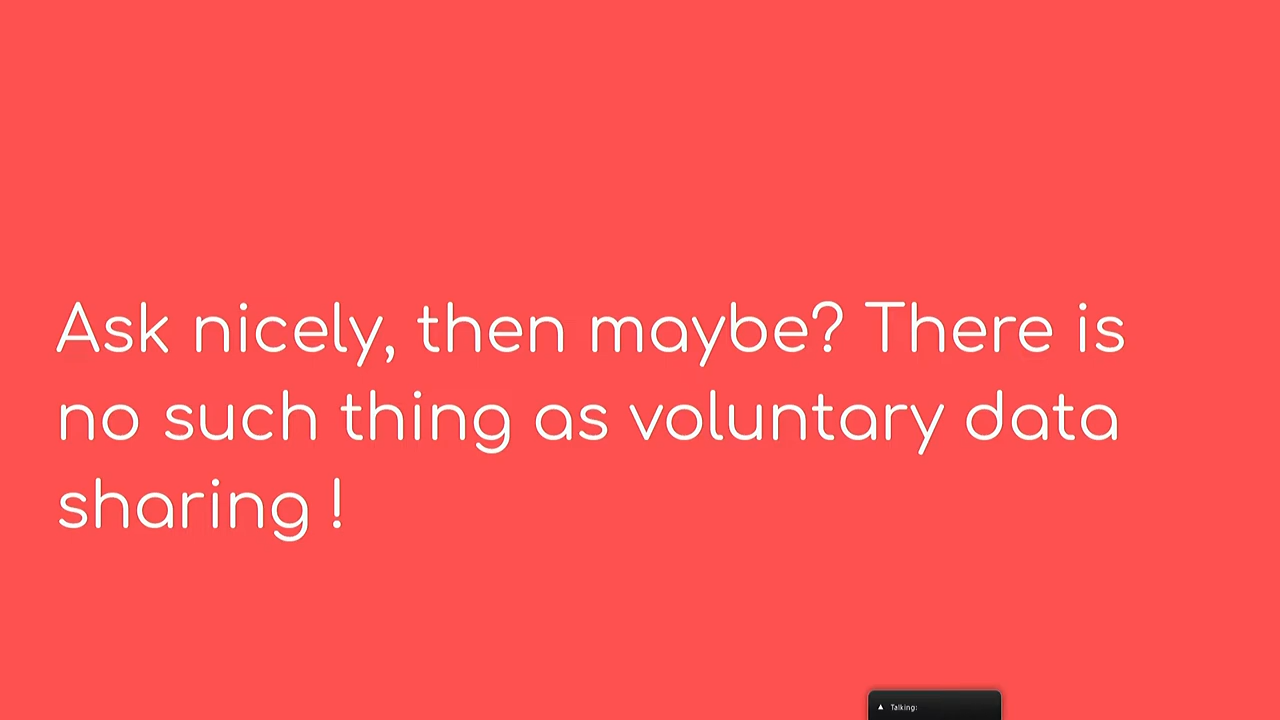 Ask nicely, then maybe? There is
no such thing as voluntary data
sharing !
▲ Talking: